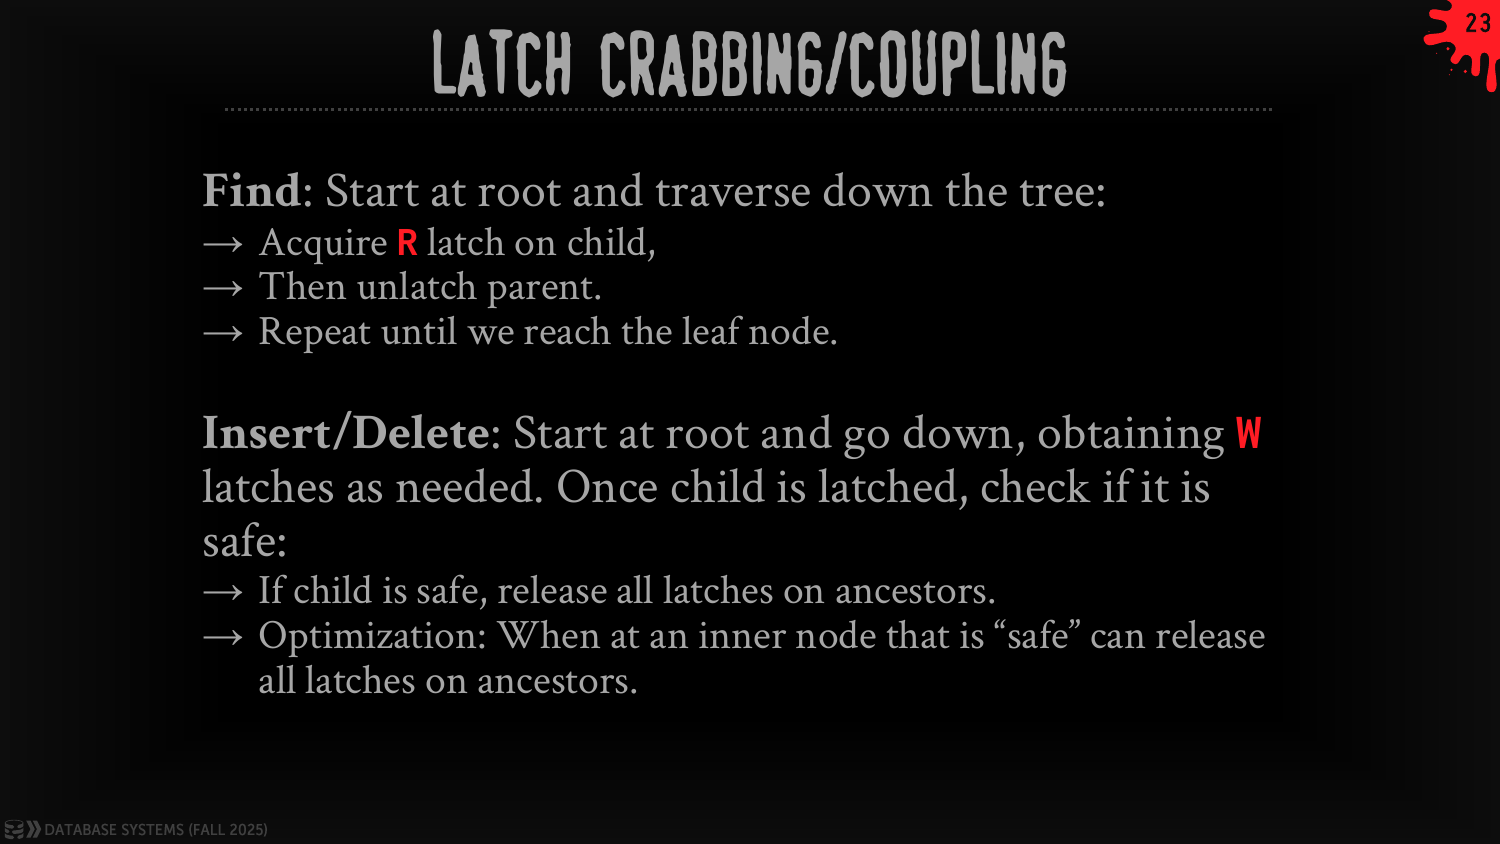 23
LATCH CRABBING/COUPLING
Find: Start at root and traverse down the tree:
→ Acquire R latch on child,
→ Then unlatch parent.
→ Repeat until we reach the leaf node.
Insert/Delete: Start at root and go down, obtaining W
latches as needed. Once child is latched, check if it is
safe:
→ If child is safe, release all latches on ancestors.
→ Optimization: When at an inner node that is “safe” can release
all latches on ancestors.
DATABASE SYSTEMS (FALL 2025)